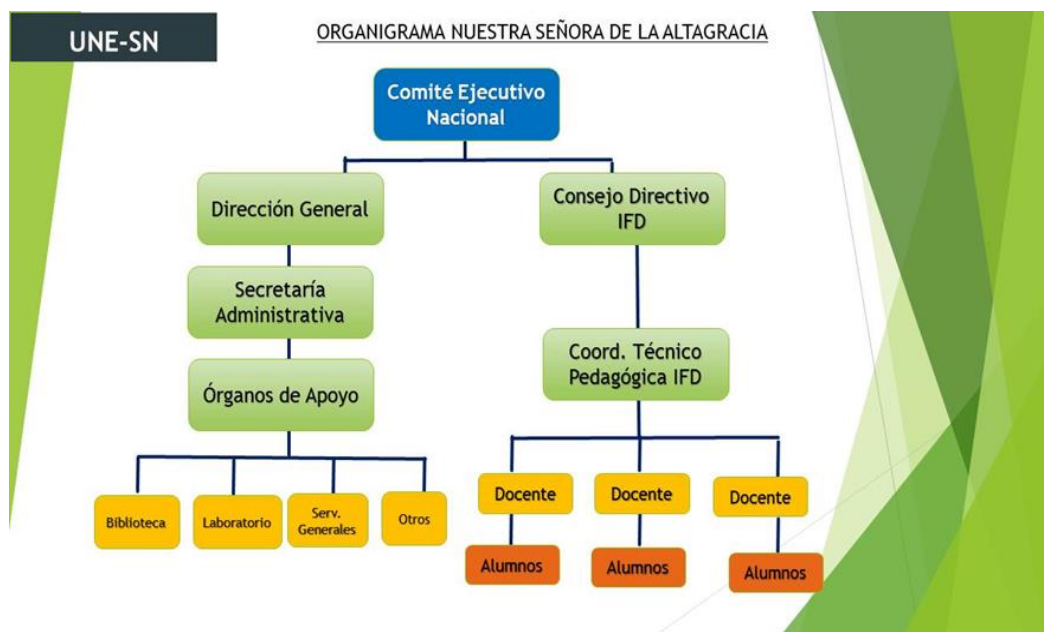 UNE-SN
ORGANIGRAMA NUESTRA SEÑORA DE LA ALTAGRACIA
Comité Ejecutivo
Nacional
Dirección General
Consejo Directivo
IFD
Secretaría
Administrativa
Coord. Técnico
Pedagógica IFD
Órganos de Apoyo
Biblioteca
Laboratorio
Serv.
Generales
Otros
Docente
Docente
Docente
Alumnos
Alumnos
Alumnos